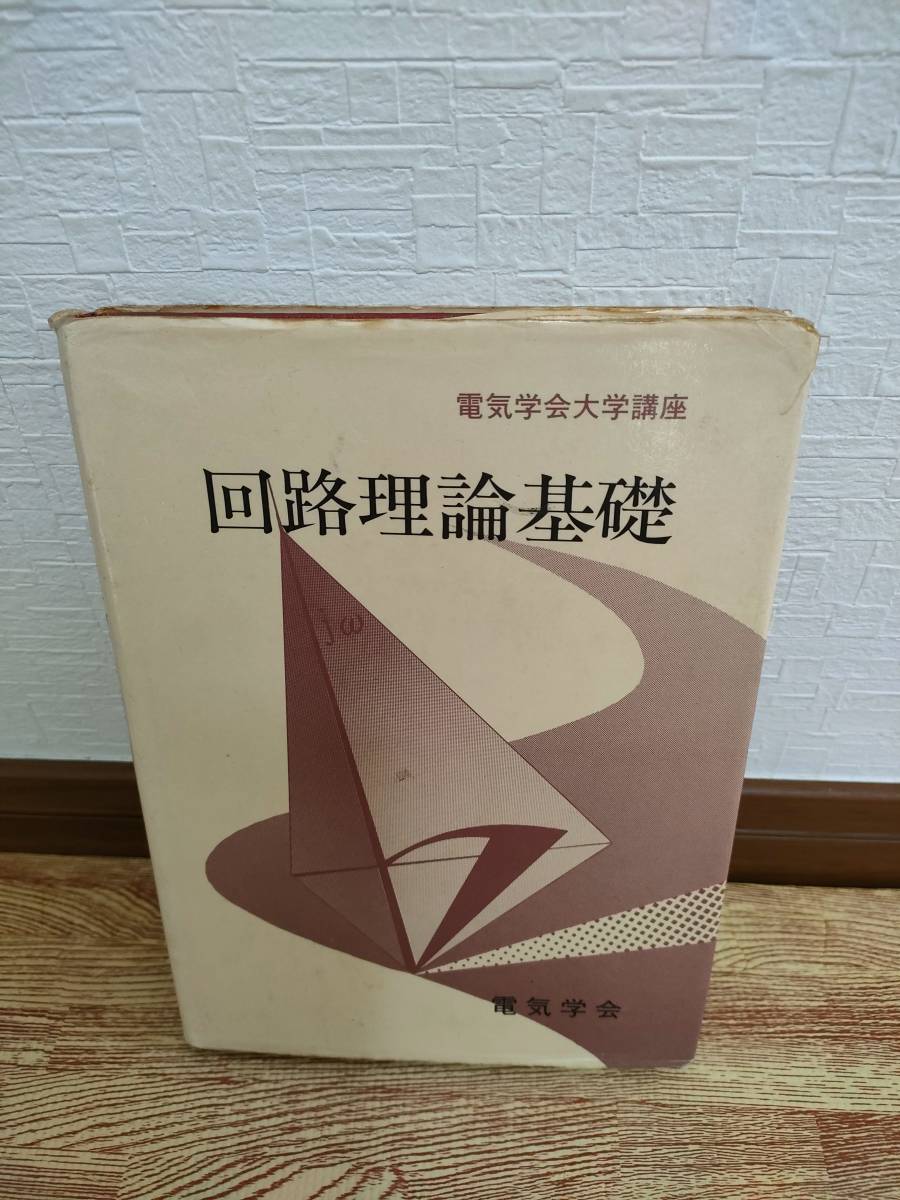 電気学会大学講座
回路理論基礎
jω
電気学会